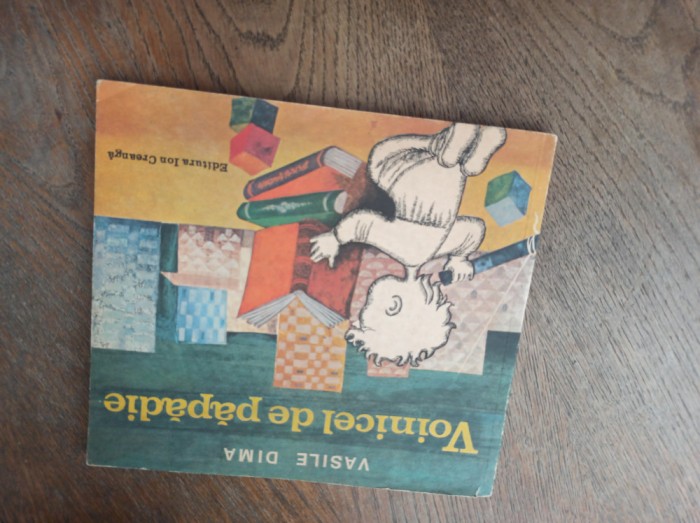 VASILE DIMA
Voinicel de păpădie
Editura Ion Creangă